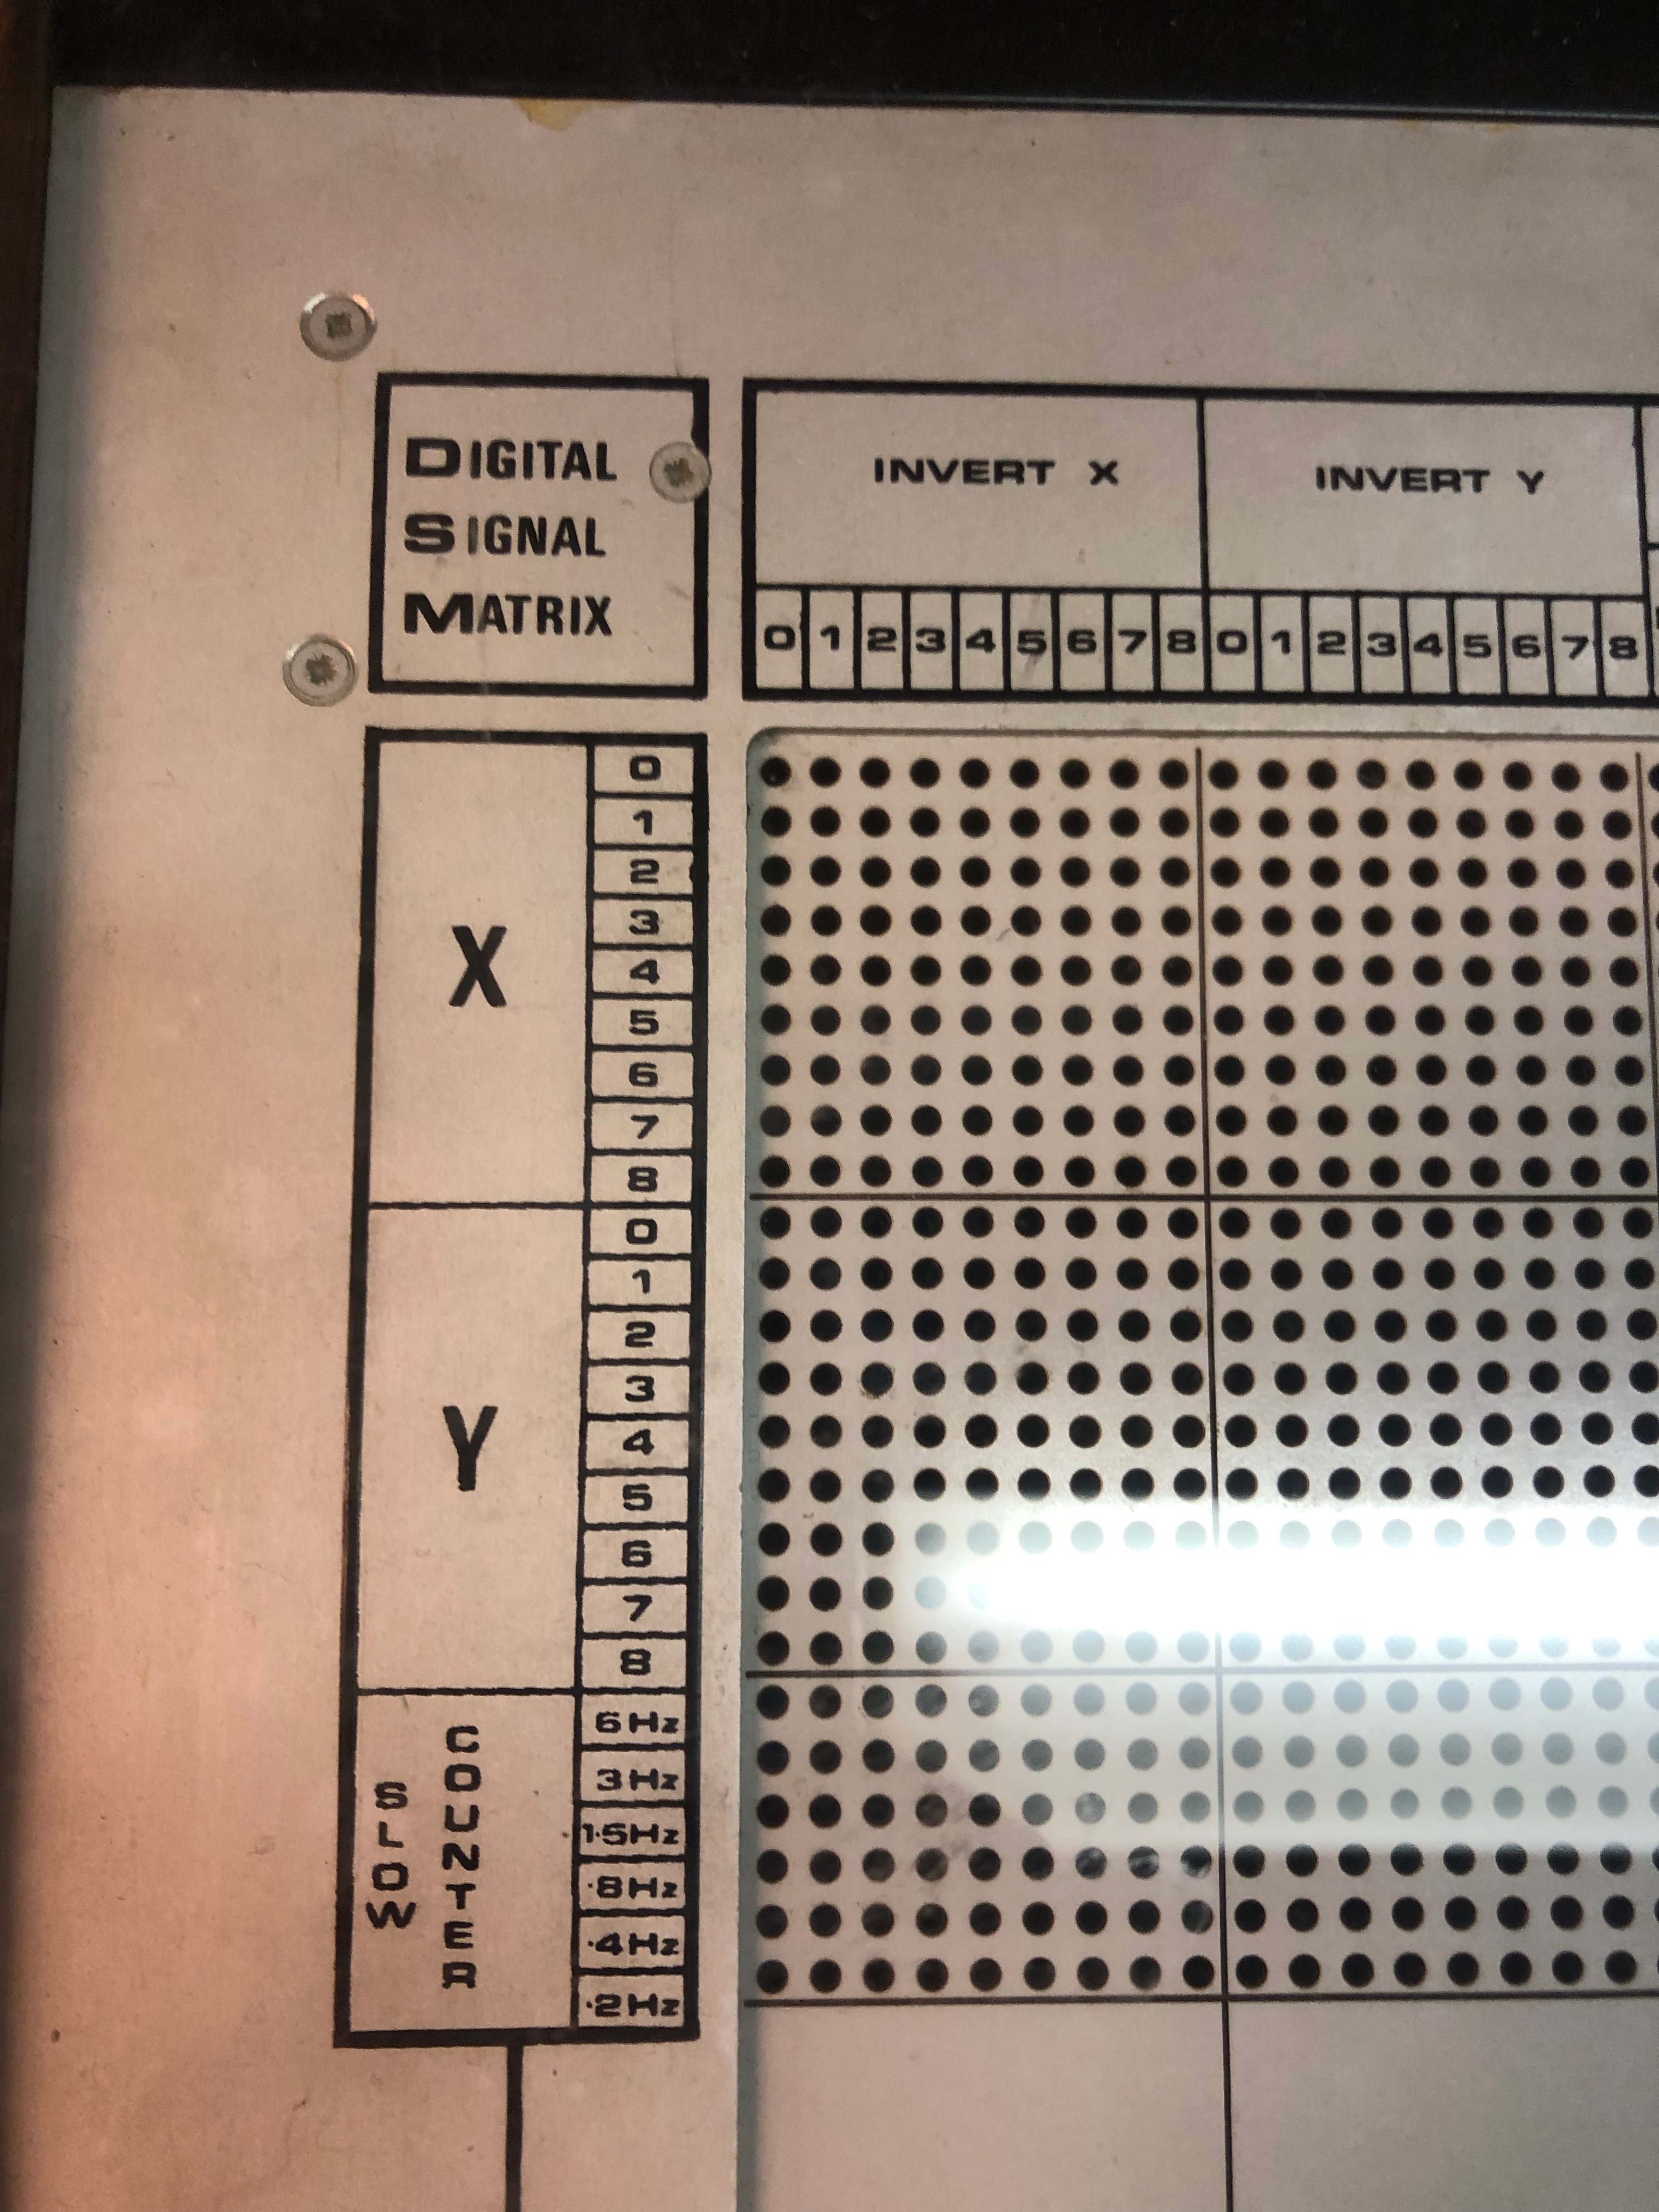 DIGITAL
SIGNAL
MATRIX
INVERT X
INVERT Y
0 1 2 3 4 5 6 7 8 0 1 2 3 4 5 6 7 8
X
0
1
2
3
4
5
6
7
8
Y
0
1
2
3
4
5
6
7
8
SLOW
COUNTER
6Hz
3Hz
1·5Hz
·8Hz
·4Hz
·2Hz